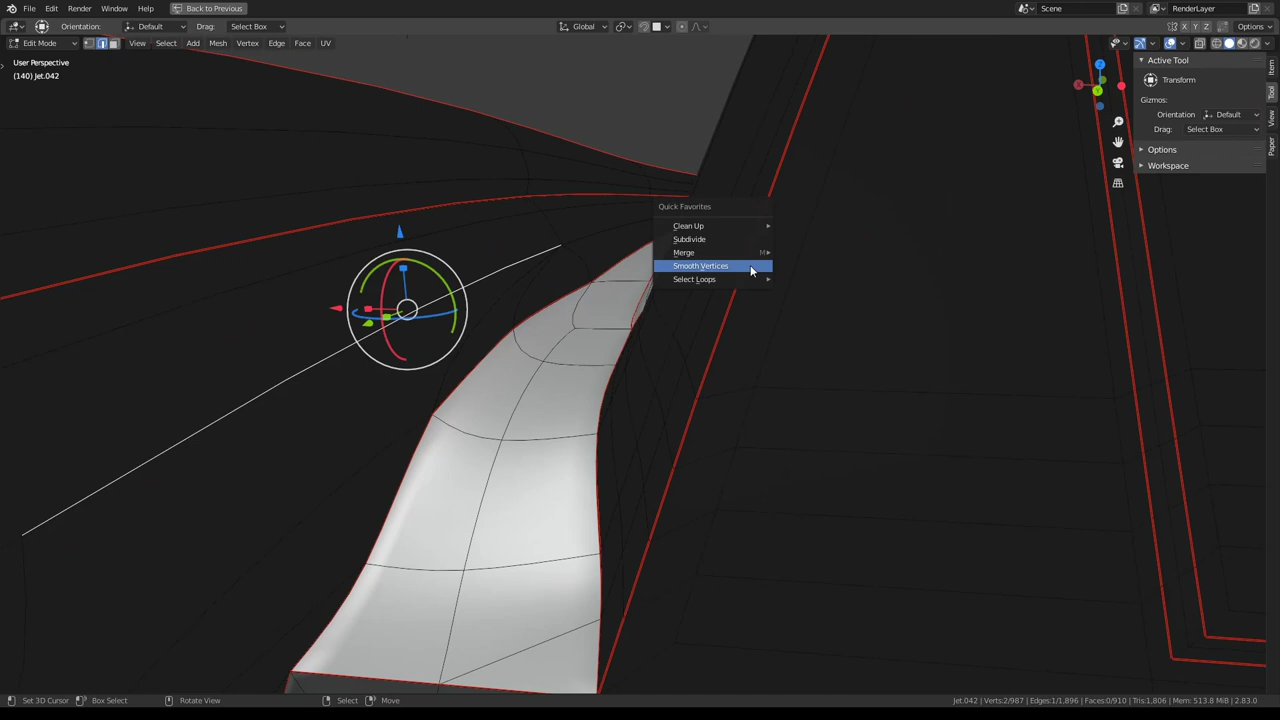 File Edit Render Window Help Back to Previous Scene RenderLayer
Orientation: Default Drag: Select Box Global X Y Z Options
Edit Mode View Select Add Mesh Vertex Edge Face UV
User Perspective
(140) Jet.042
Active Tool
Transform
Gizmos:
Orientation Default
Drag: Select Box
Options
Workspace
Item
Tool
View
Paper
Z
Y
Quick Favorites
Clean Up
Subdivide
Merge M
Smooth Vertices
Select Loops
Set 3D Cursor Box Select Rotate View Select Move Jet.042 | Verts:2/987 | Edges:1/1,896 | Faces:0/910 | Tris:1,806 | Mem: 513.8 MiB | 2.83.0